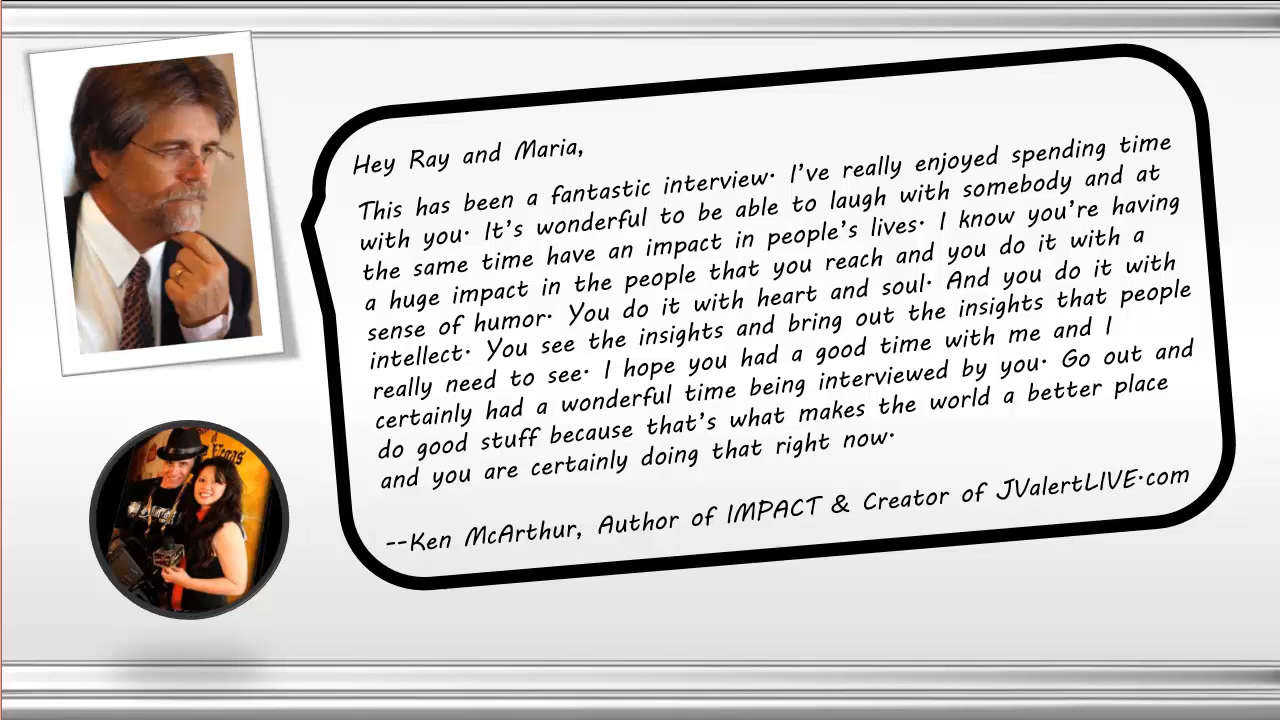 Hey Ray and Maria,
This has been a fantastic interview. I've really enjoyed spending time
with you. It's wonderful to be able to laugh with somebody and at
the same time have an impact in people's lives. I know you're having
a huge impact in the people that you reach and you do it with a
sense of humor. You do it with heart and soul. And you do it with
intellect. You see the insights and bring out the insights that people
really need to see. I hope you had a good time with me and I
certainly had a wonderful time being interviewed by you. Go out and
do good stuff because that's what makes the world a better place
and you are certainly doing that right now.
--Ken McArthur, Author of IMPACT & Creator of JValertLIVE.com